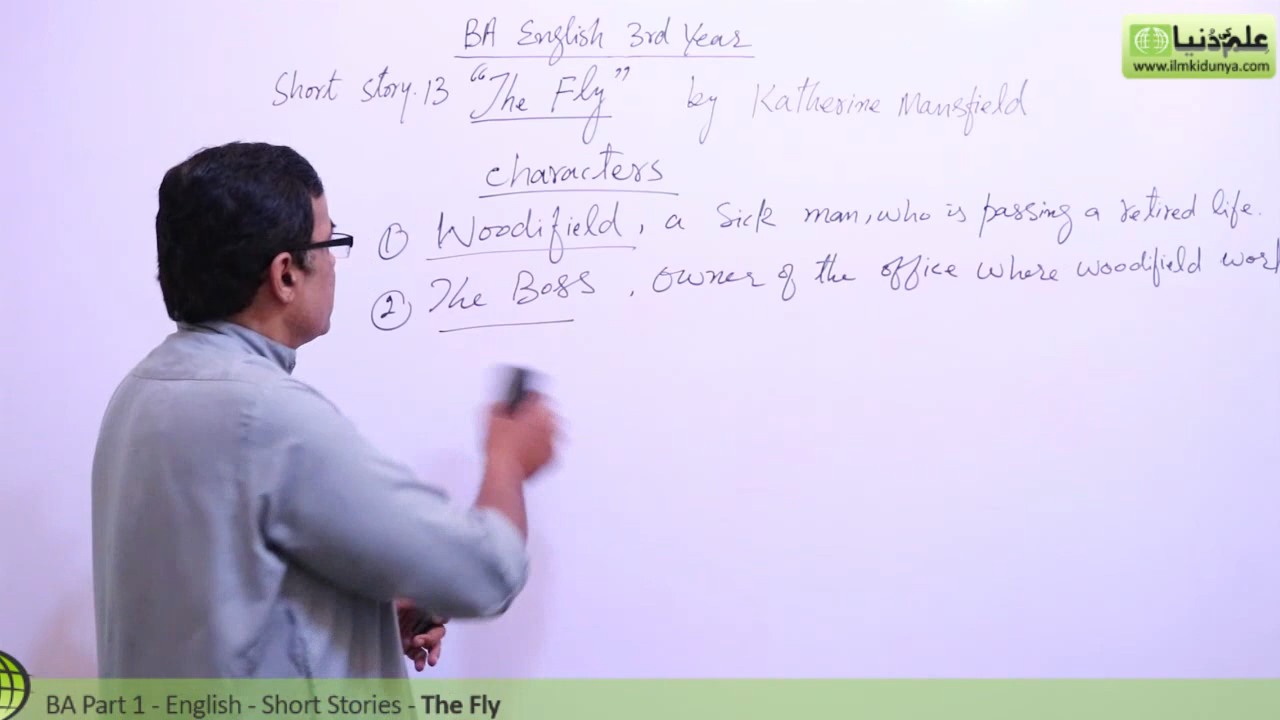 BA English 3rd Year
Short story.13 "The Fly" by Katherine Mansfield
characters
① Woodifield, a sick man, who is passing a retired life.
② The Boss, owner of the office where woodifield work
علم کی دُنیا
www.ilmkidunya.com
BA Part 1 - English - Short Stories - The Fly